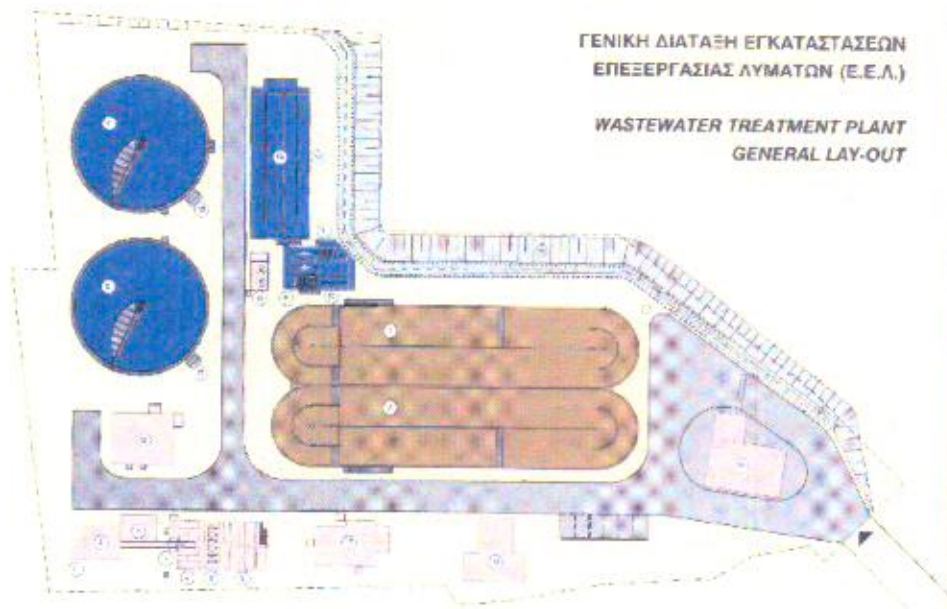 ΓΕΝΙΚΗ ΔΙΑΤΑΞΗ ΕΓΚΑΤΑΣΤΑΣΕΩΝ
ΕΠΕΞΕΡΓΑΣΙΑΣ ΛΥΜΑΤΩΝ (Ε.Ε.Λ.)
WASTEWATER TREATMENT PLANT
GENERAL LAY-OUT